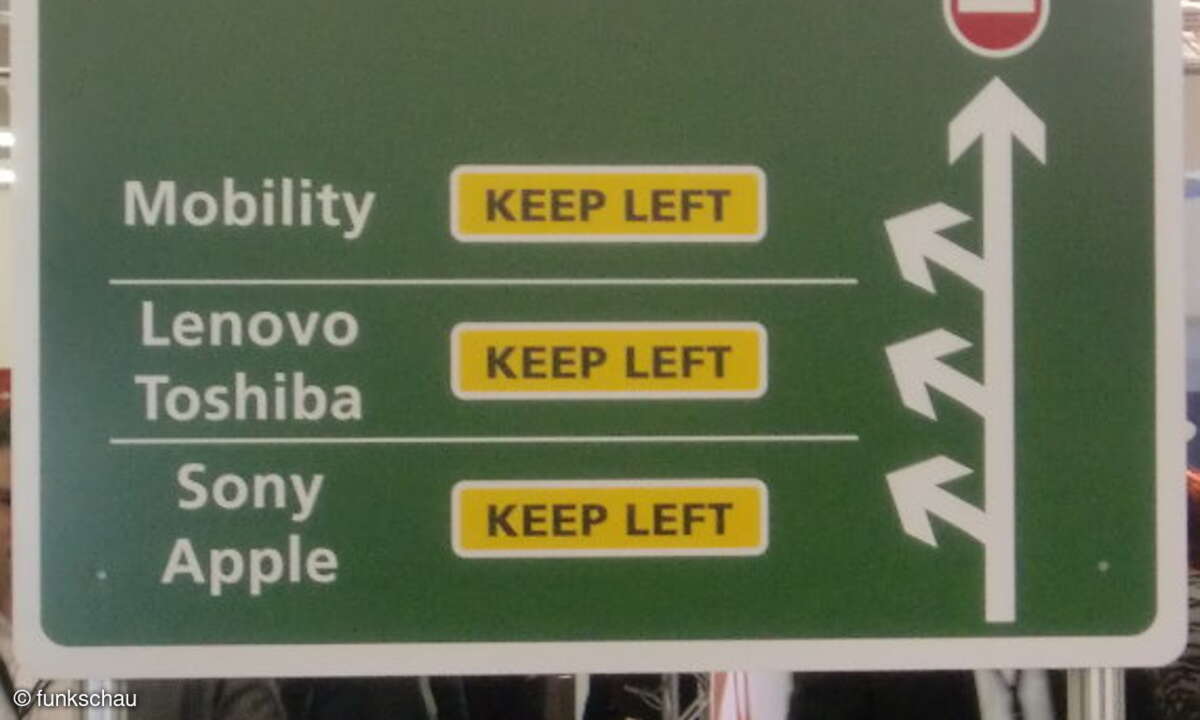 Mobility
KEEP LEFT
Lenovo
Toshiba
KEEP LEFT
Sony
Apple
KEEP LEFT
© funkschau